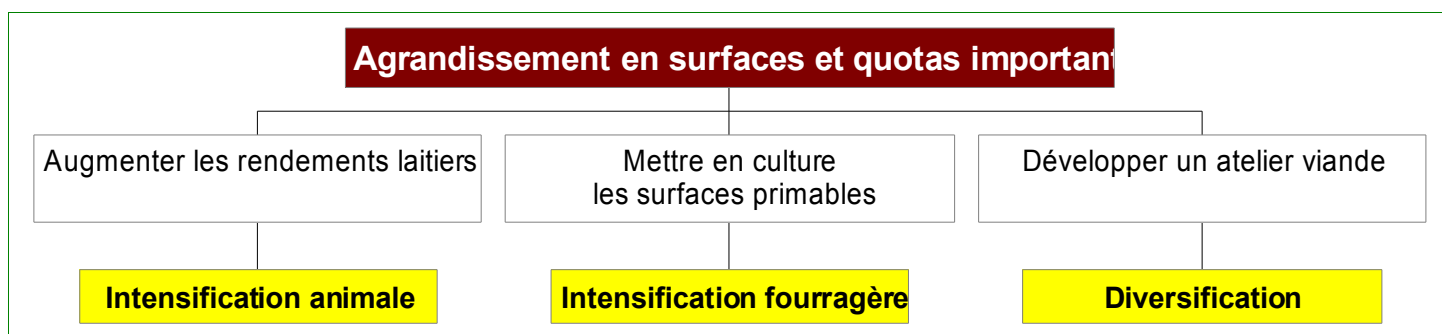 Agrandissement en surfaces et quotas important
Augmenter les rendements laitiers
Mettre en culture
les surfaces primables
Développer un atelier viande
Intensification animale
Intensification fourragère
Diversification